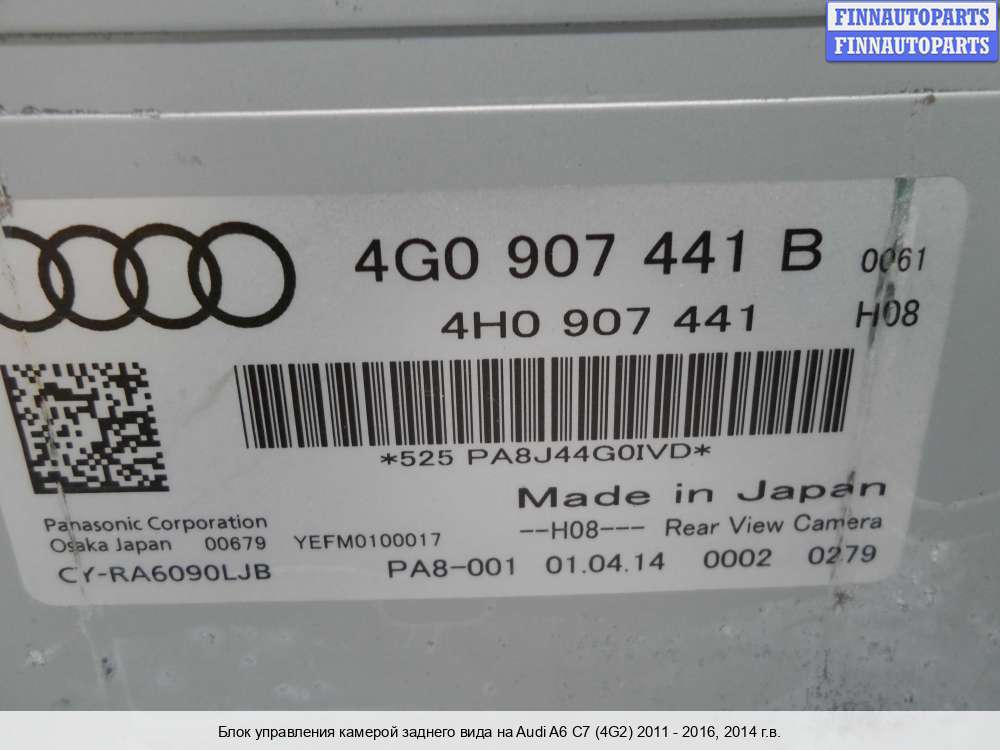 FINNAUTOPARTS
FINNAUTOPARTS
4G0 907 441 B 0061
4H0 907 441 H08
*525 PA8J44G0IVD*
Made in Japan
Panasonic Corporation --H08--- Rear View Camera
Osaka Japan 00679 YEFM0100017
CY-RA6090LJB PA8-001 01.04.14 0002 0279
Блок управления камерой заднего вида на Audi A6 C7 (4G2) 2011 - 2016, 2014 г.в.